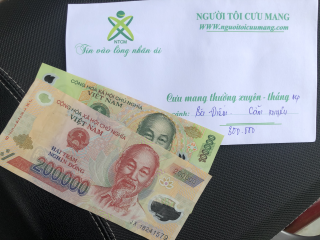 NTCM
NGƯỜI TÔI CƯU MANG
www.nguoitoicuumang.com
Tin vào lòng nhân ái
Cưu mang thường xuyên - tháng
300.000
CỘNG HÒA XÃ HỘI CHỦ NGHĨA
VIỆT NAM
100000
CỘNG HÒA XÃ HỘI CHỦ NGHĨA
VIỆT NAM
HAI TRĂM
NGHÌN ĐỒNG
200000